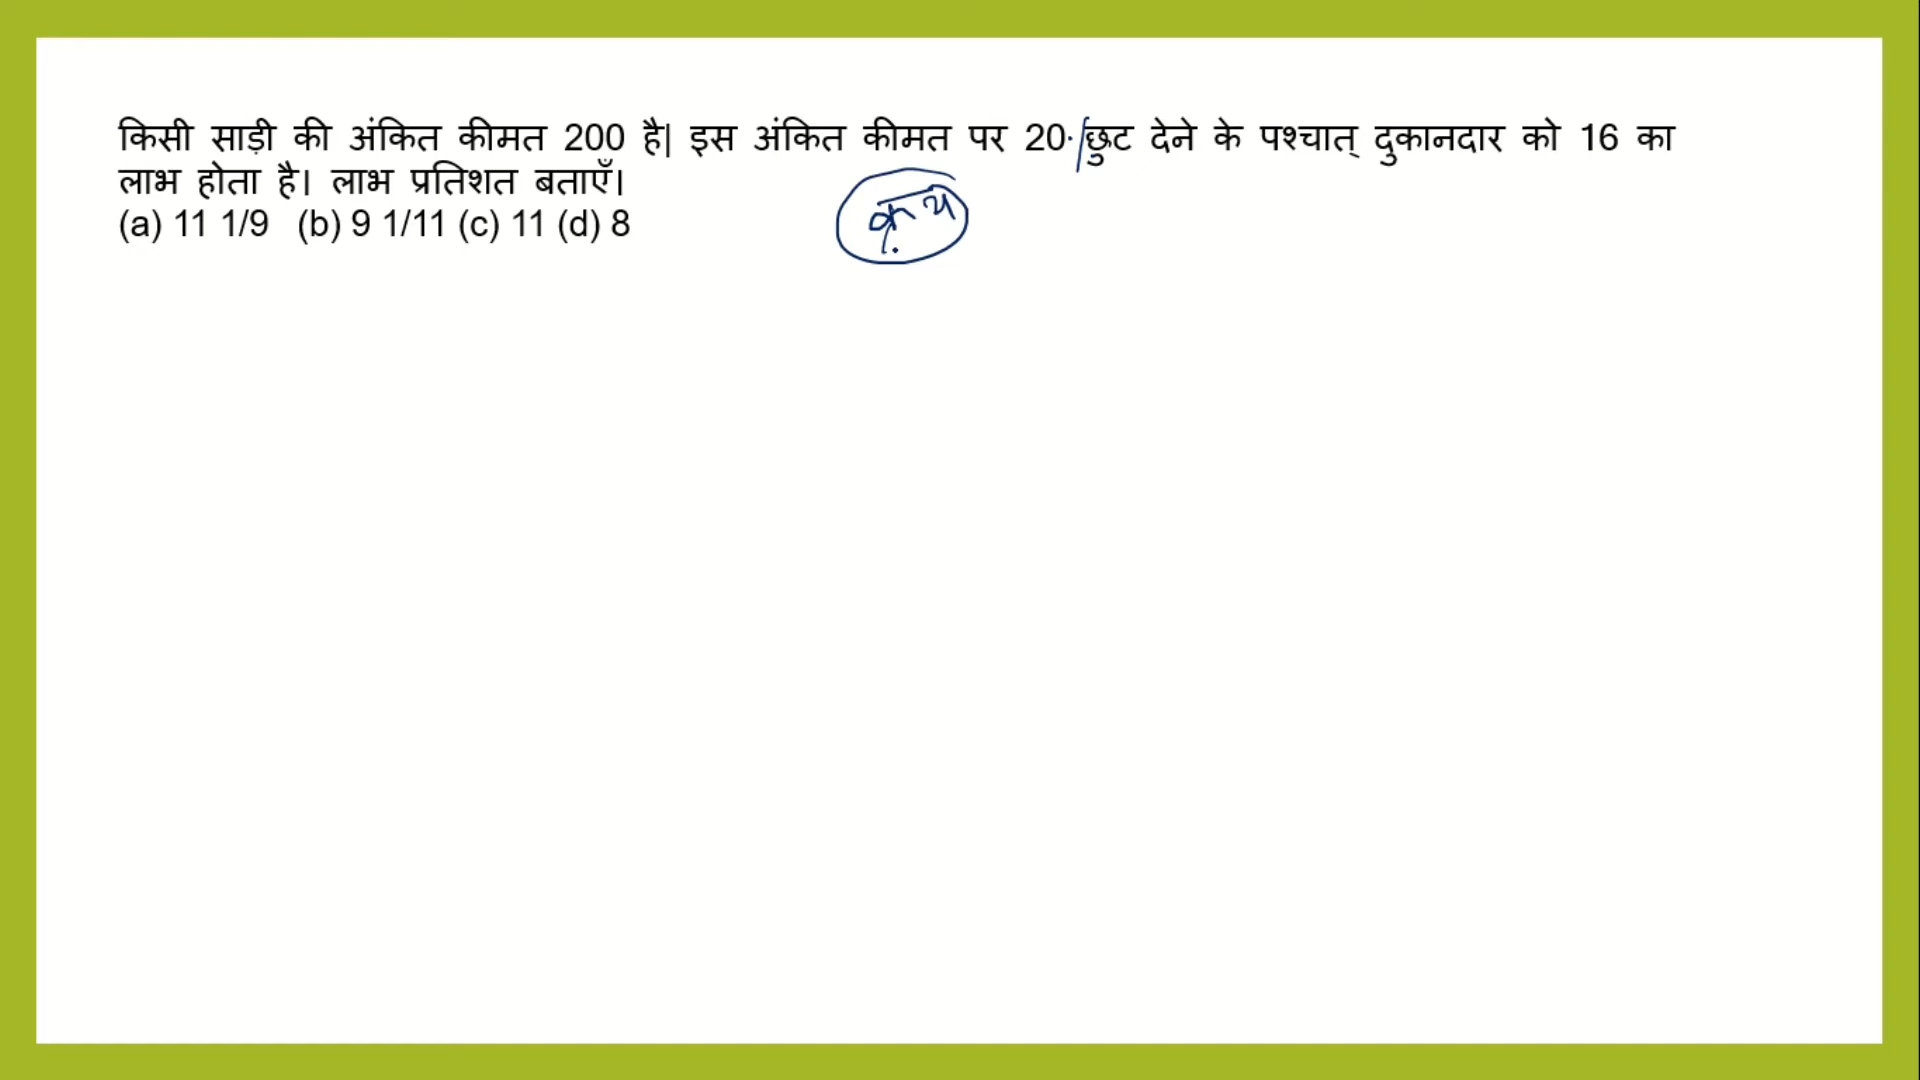 किसी साड़ी की अंकित कीमत 200 है| इस अंकित कीमत पर 20· छुट देने के पश्चात् दुकानदार को 16 का
लाभ होता है। लाभ प्रतिशत बताएँ।
(a) 11 1/9 (b) 9 1/11 (c) 11 (d) 8
क्रय